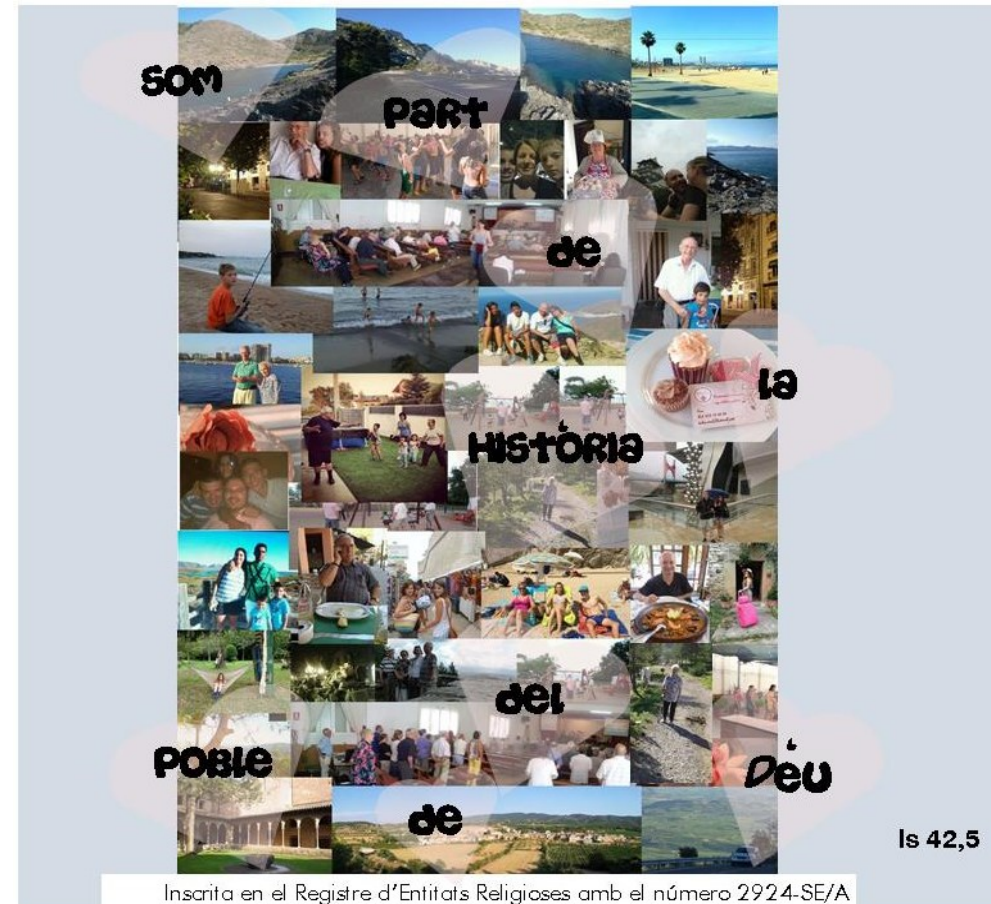 SOM
PART
de
la
HISTÒRIA
del
POBLE
de
Déu
Is 42,5
Inscrita en el Registre d'Entitats Religioses amb el número 2924-SE/A